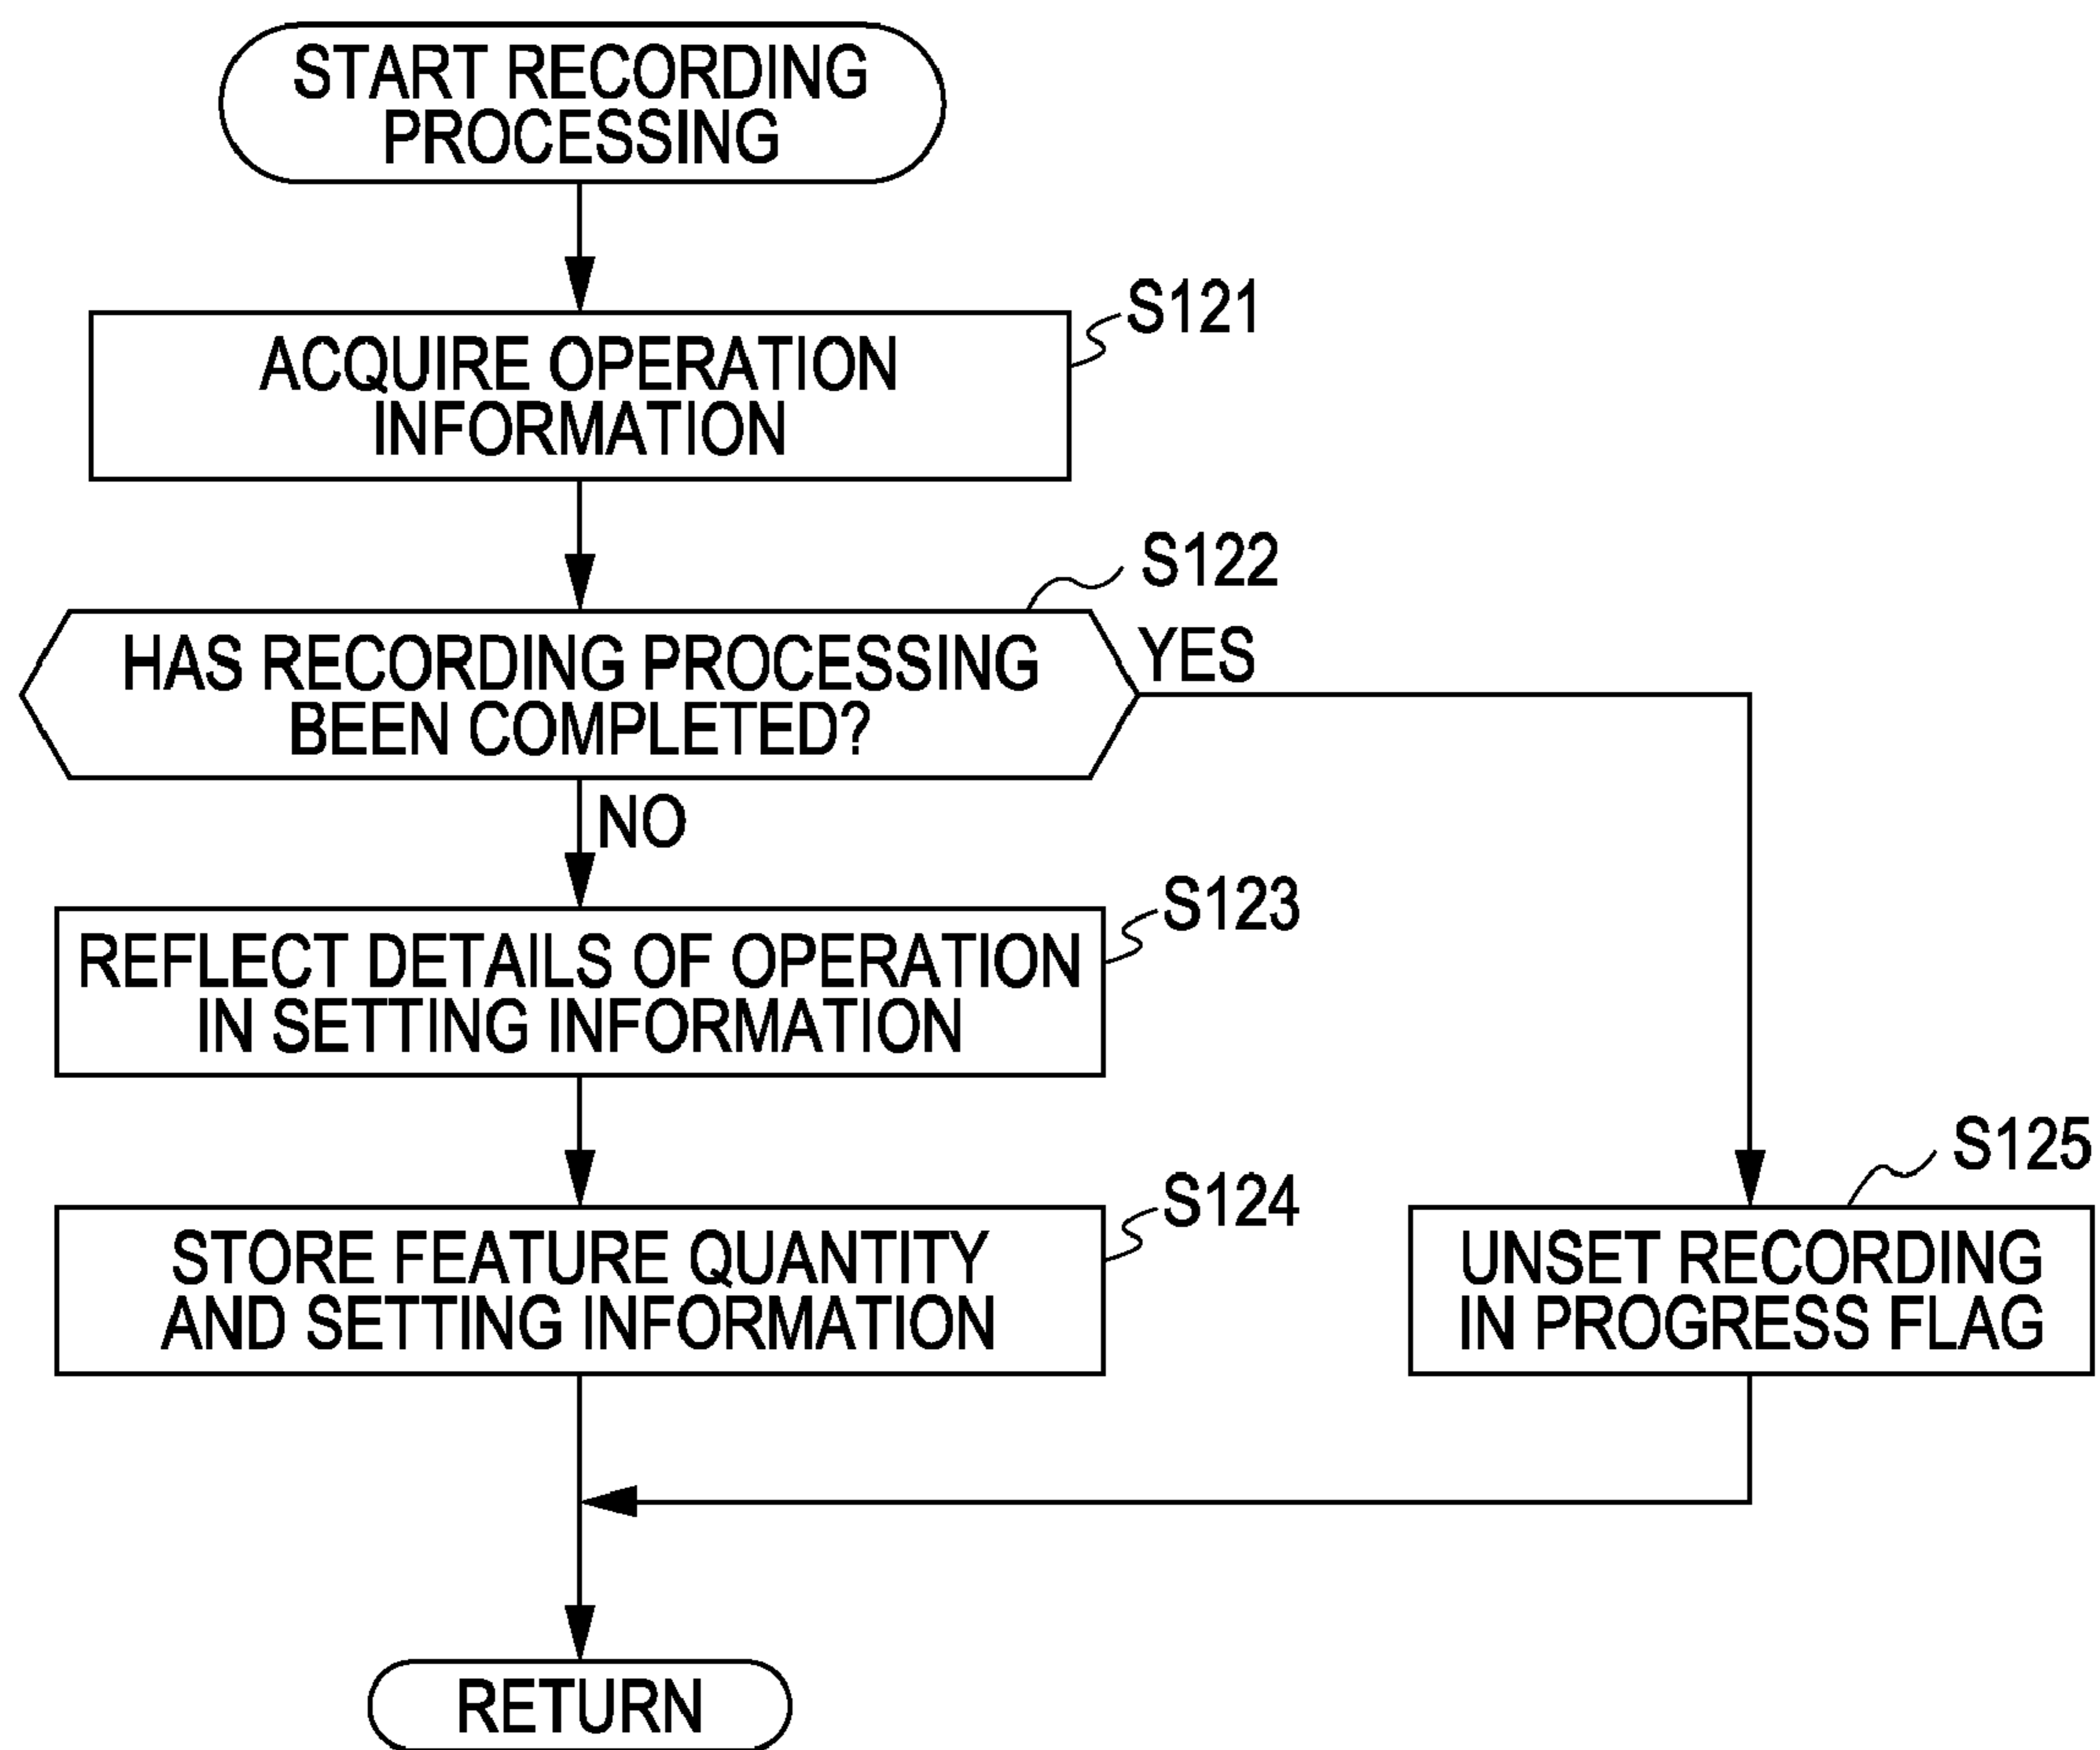 START RECORDING
PROCESSING
S121
ACQUIRE OPERATION
INFORMATION
S122
HAS RECORDING PROCESSING
BEEN COMPLETED?
YES
NO
S123
REFLECT DETAILS OF OPERATION
IN SETTING INFORMATION
S124
STORE FEATURE QUANTITY
AND SETTING INFORMATION
S125
UNSET RECORDING
IN PROGRESS FLAG
RETURN